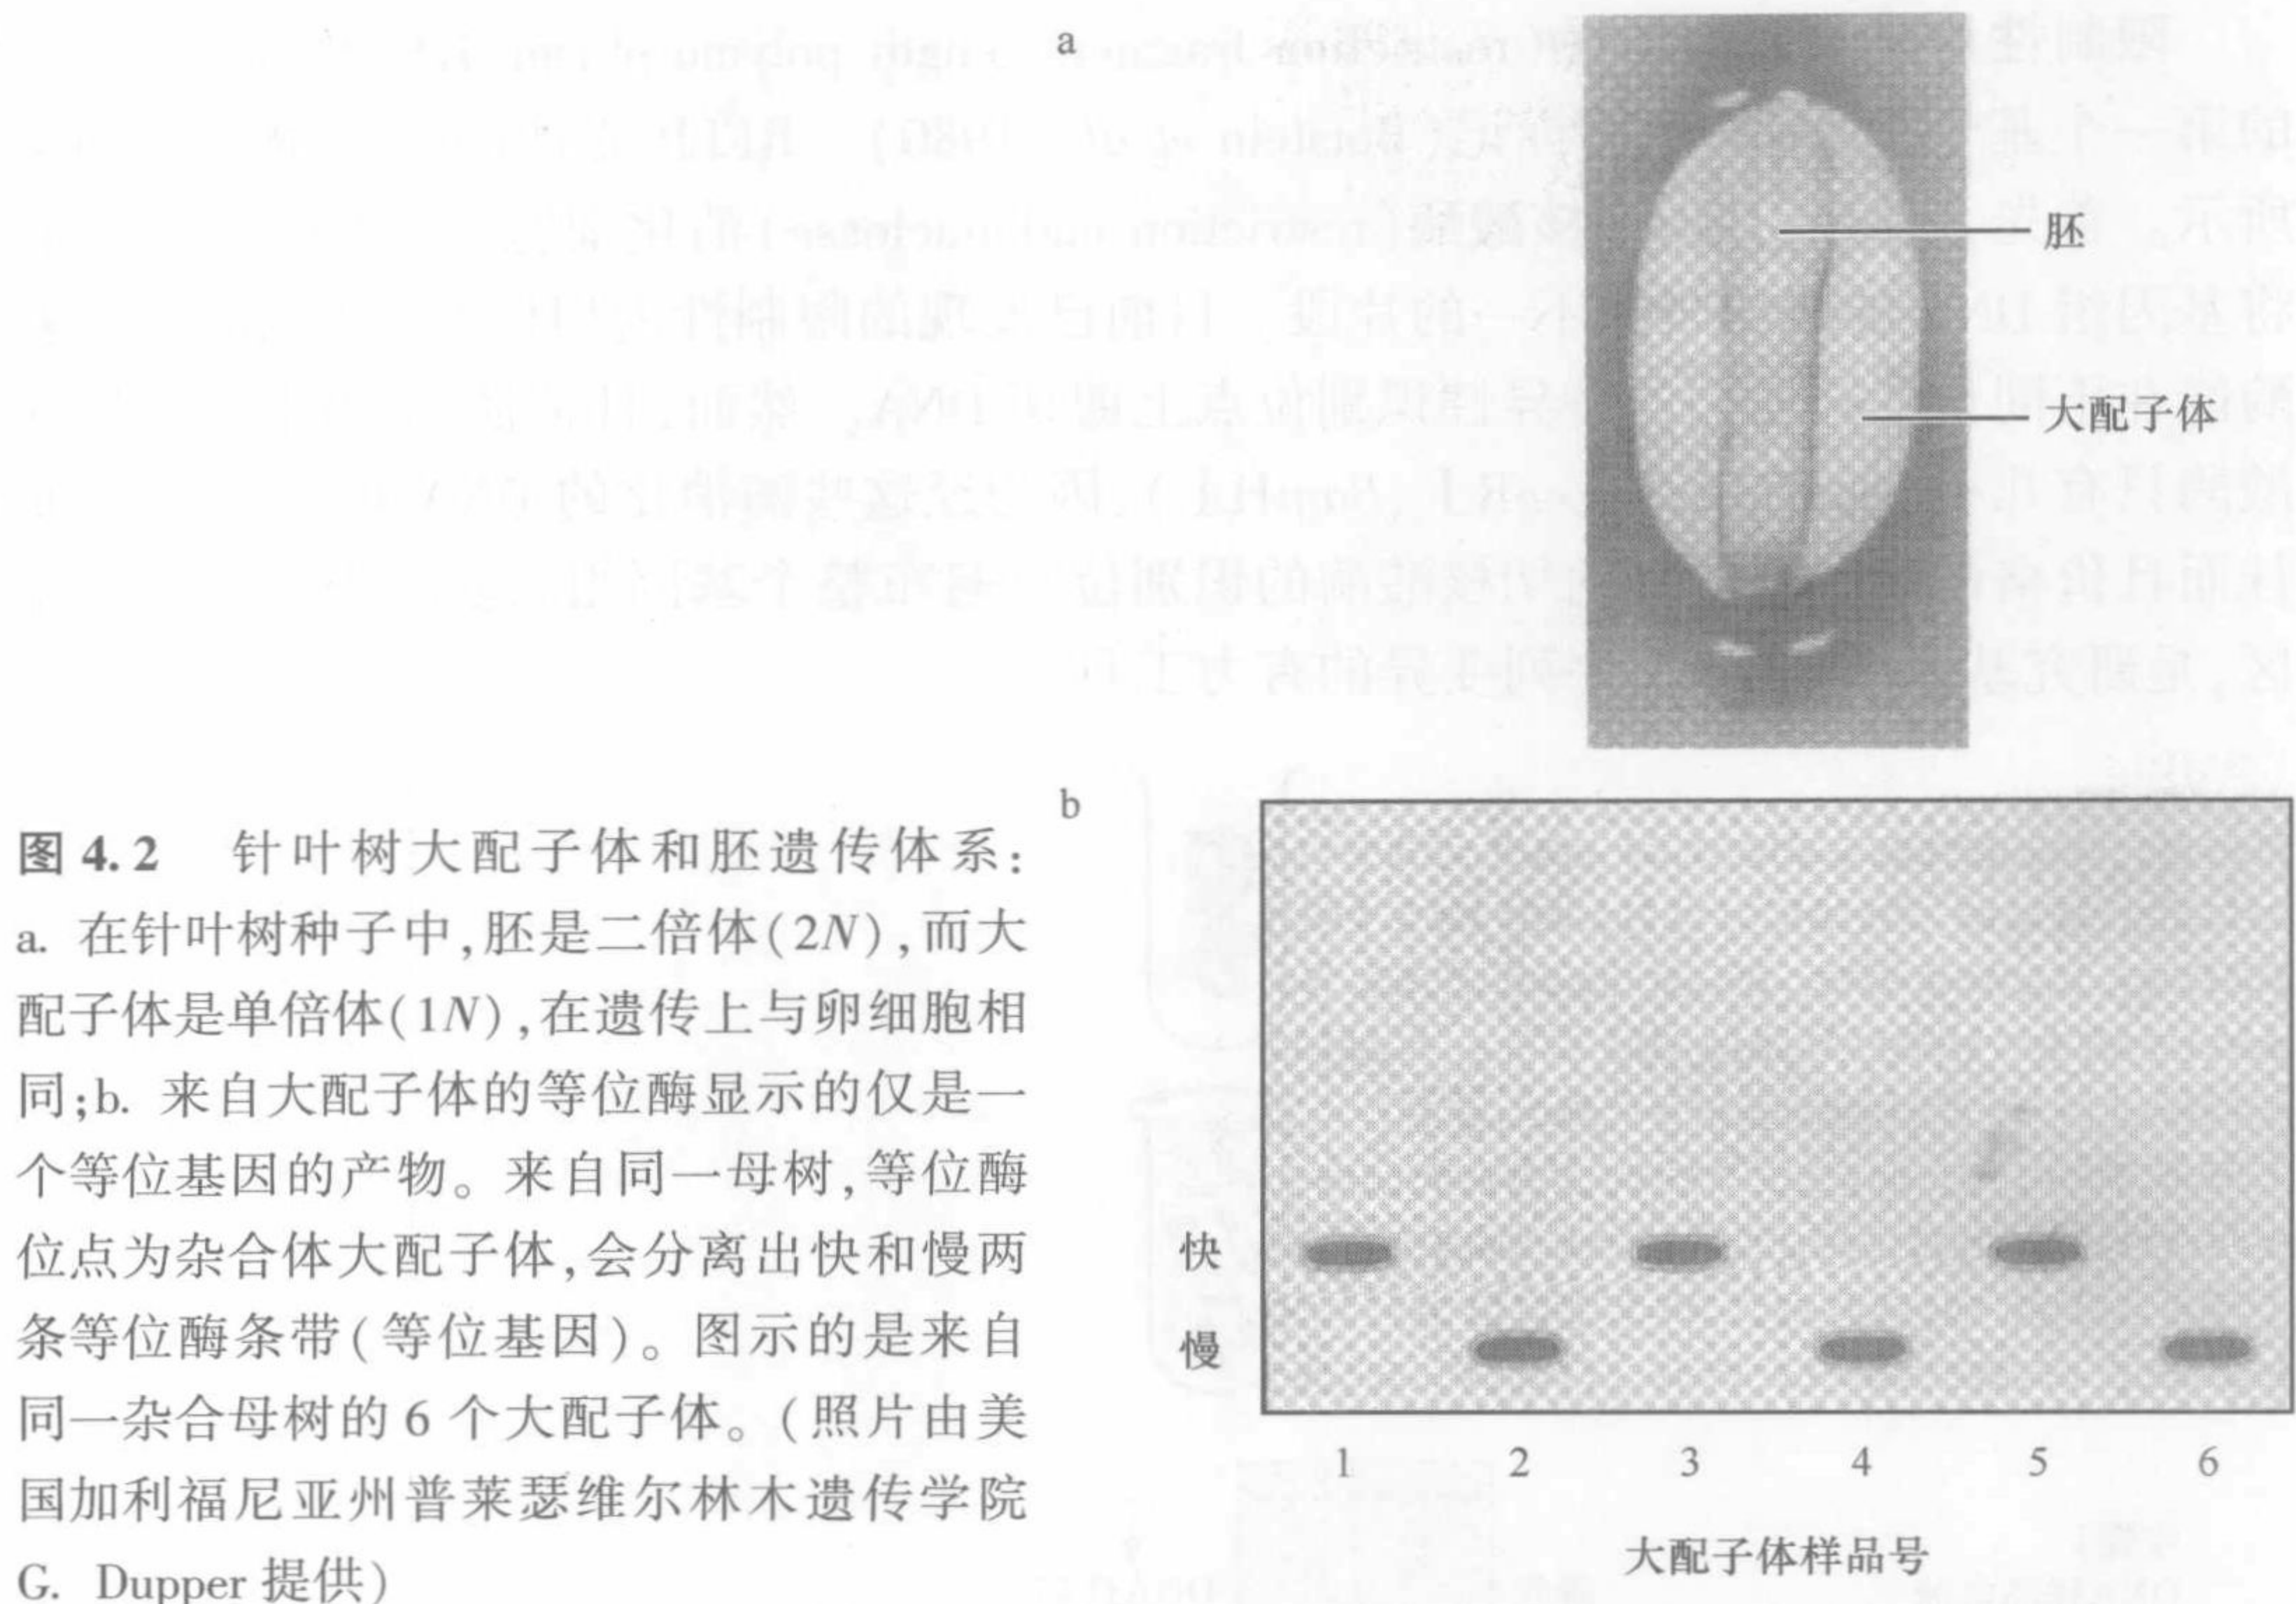 a
胚
大配子体
b
快
慢
1 2 3 4 5 6
大配子体样品号
图 4.2 针叶树大配子体和胚遗传体系:
a. 在针叶树种子中,胚是二倍体(2N),而大
配子体是单倍体(1N),在遗传上与卵细胞相
同;b. 来自大配子体的等位酶显示的仅是一
个等位基因的产物。来自同一母树,等位酶
位点为杂合体大配子体,会分离出快和慢两
条等位酶条带(等位基因)。图示的是来自
同一杂合母树的 6 个大配子体。(照片由美
国加利福尼亚州普莱瑟维尔林木遗传学院
G. Dupper 提供)